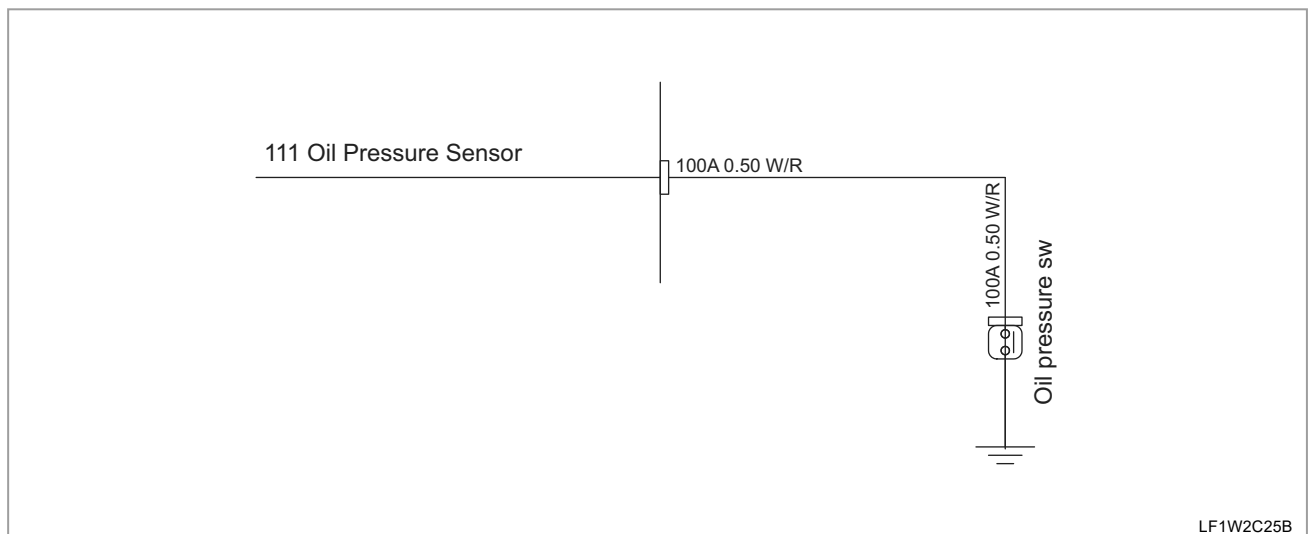 111 Oil Pressure Sensor
100A 0.50 W/R
100A 0.50 W/R
Oil pressure sw
LF1W2C25B